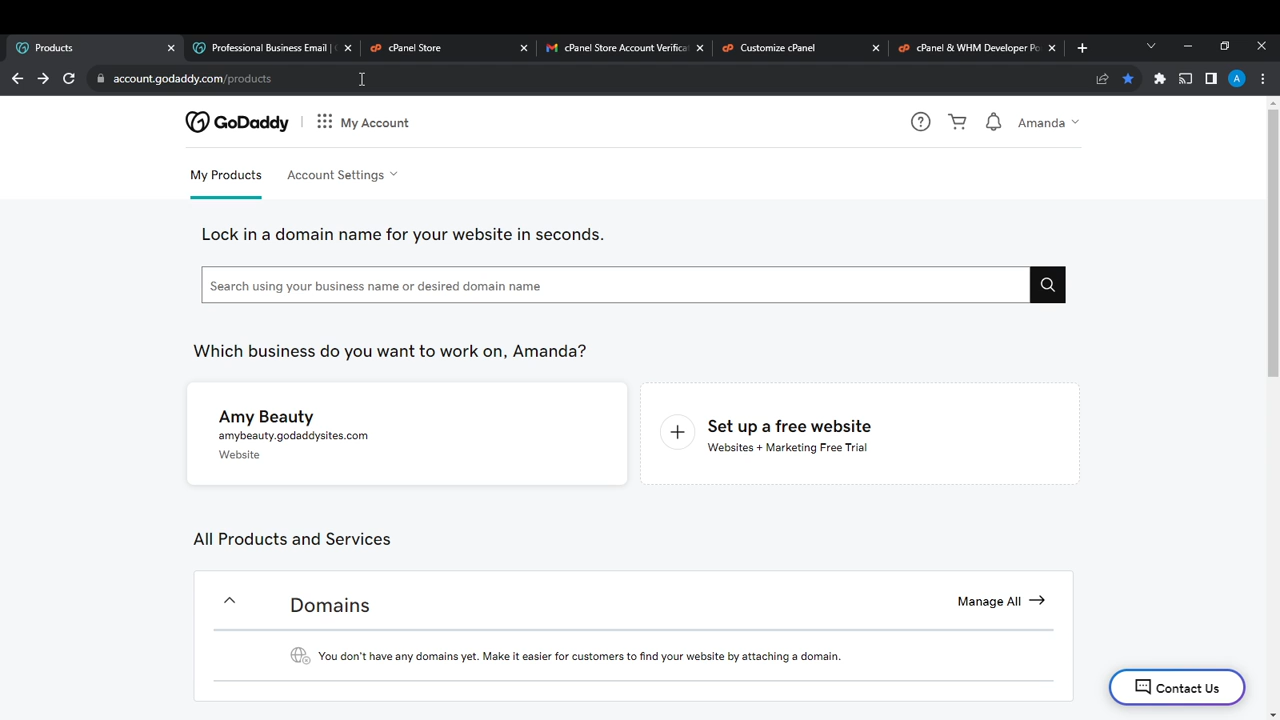 Products
Professional Business Email |
cPanel Store
cPanel Store Account Verificat
Customize cPanel
cPanel & WHM Developer Po
account.godaddy.com/products
A
GoDaddy
My Account
Amanda
My Products
Account Settings
Lock in a domain name for your website in seconds.
Search using your business name or desired domain name
Which business do you want to work on, Amanda?
Amy Beauty
amybeauty.godaddysites.com
Website
Set up a free website
Websites + Marketing Free Trial
All Products and Services
Domains
Manage All
You don't have any domains yet. Make it easier for customers to find your website by attaching a domain.
Contact Us